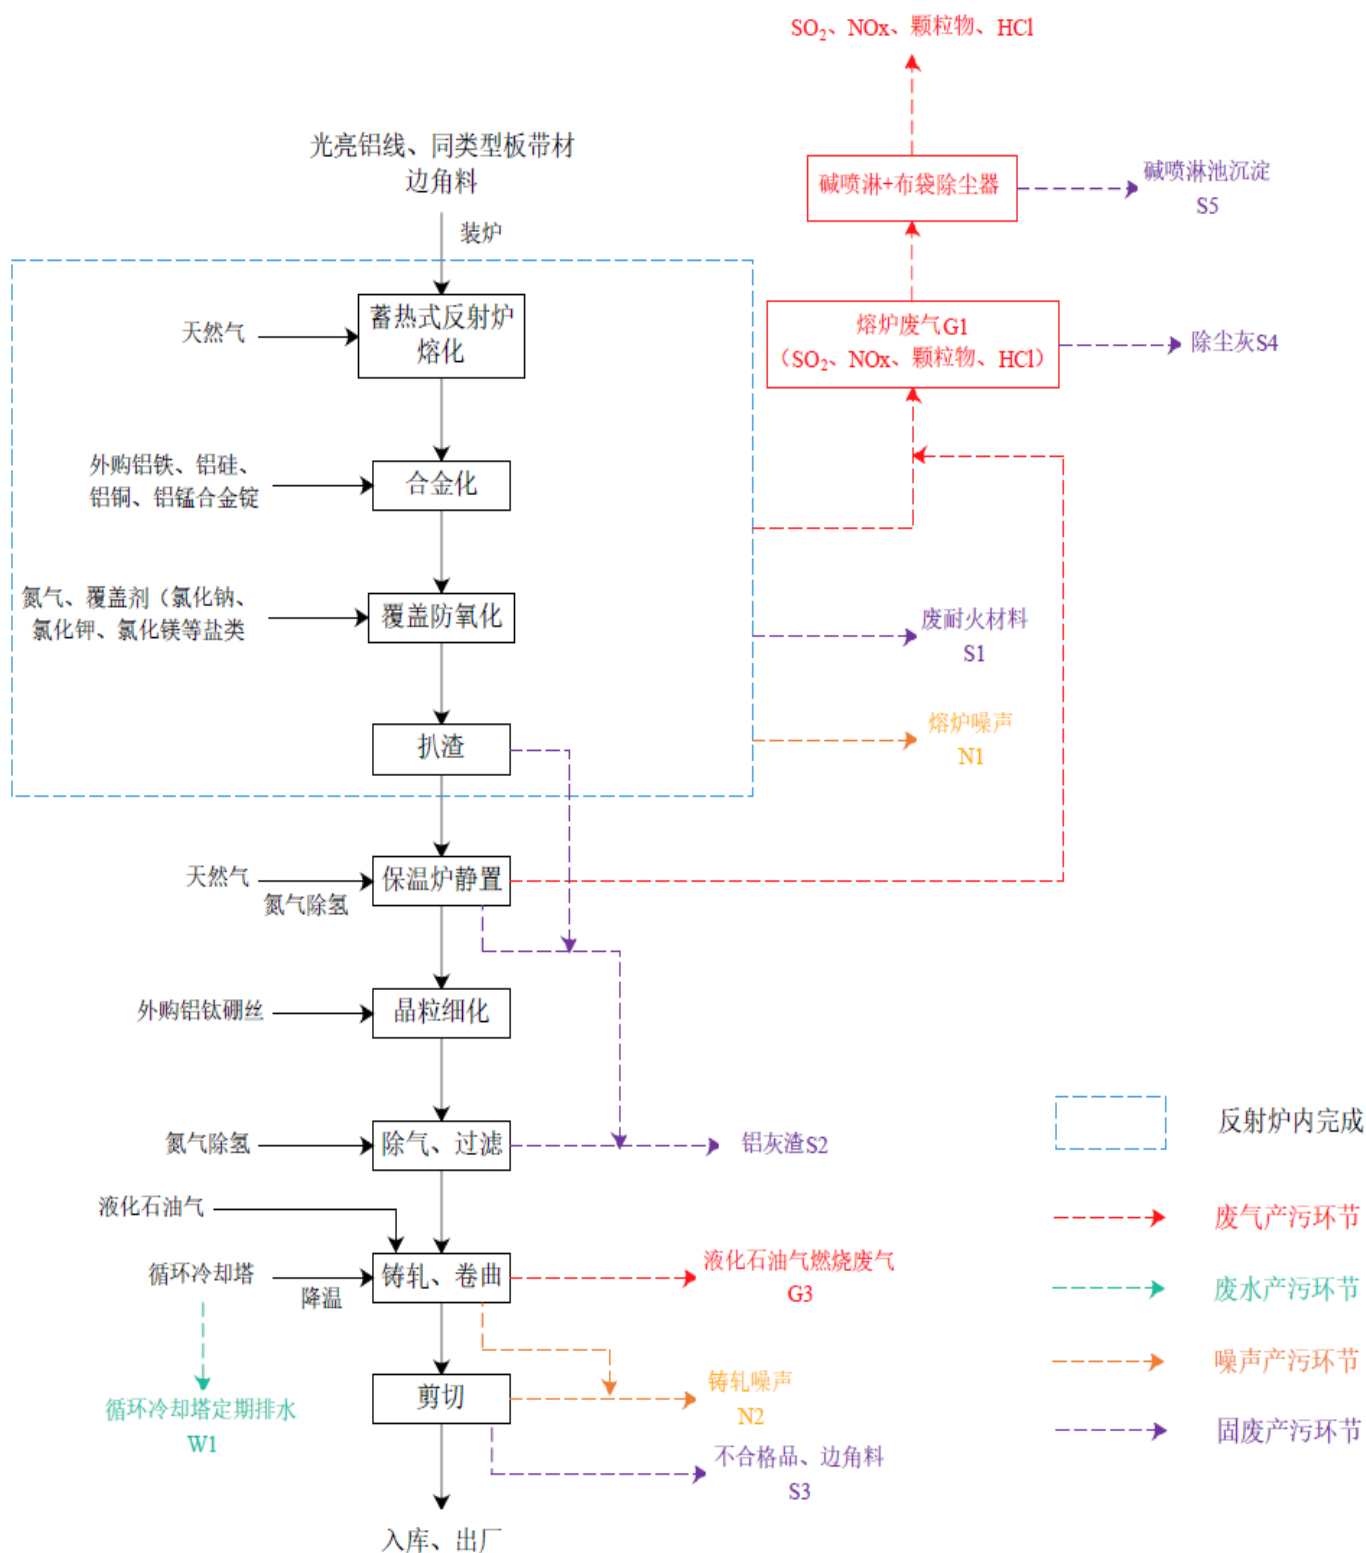 SO₂、NOx、颗粒物、HCl
光亮铝线、同类型板带材
边角料
装炉
碱喷淋+布袋除尘器
碱喷淋池沉淀
S5
蓄热式反射炉
熔化
天然气
熔炉废气G1
（SO₂、NOx、颗粒物、HCl）
除尘灰S4
外购铝铁、铝硅、
铝铜、铝锰合金锭
合金化
氮气、覆盖剂（氯化钠、
氯化钾、氯化镁等盐类
覆盖防氧化
废耐火材料
S1
扒渣
熔炉噪声
N1
天然气
氮气除氢
保温炉静置
外购铝钛硼丝
晶粒细化
氮气除氢
除气、过滤
铝灰渣S2
液化石油气
循环冷却塔
降温
铸轧、卷曲
液化石油气燃烧废气
G3
循环冷却塔定期排水
W1
剪切
铸轧噪声
N2
不合格品、边角料
S3
入库、出厂
反射炉内完成
废气产污环节
废水产污环节
噪声产污环节
固废产污环节